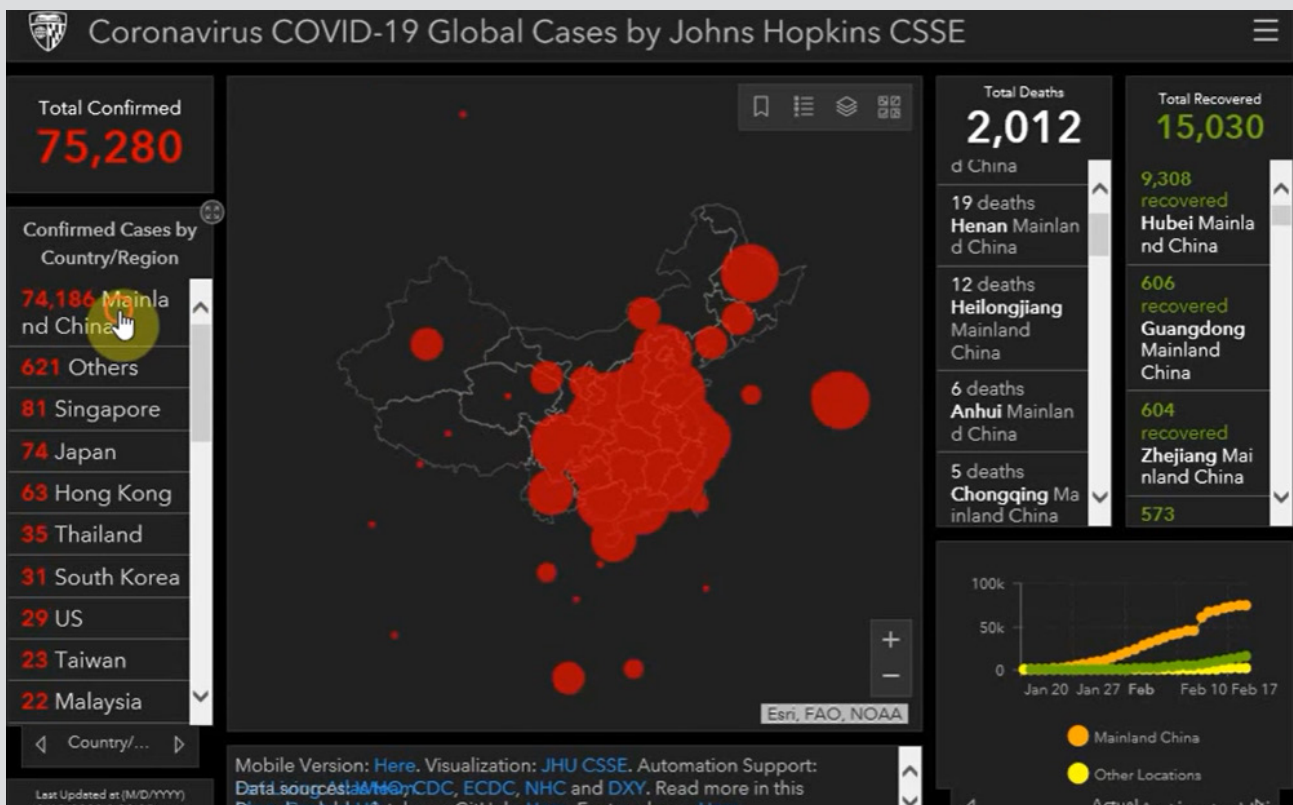 Coronavirus COVID-19 Global Cases by Johns Hopkins CSSE
Total Confirmed
75,280
Confirmed Cases by
Country/Region
74,186 Mainla
nd China
621 Others
81 Singapore
74 Japan
63 Hong Kong
35 Thailand
31 South Korea
29 US
23 Taiwan
22 Malaysia
Country/...
Last Updated at (M/D/YYYY)
Esri, FAO, NOAA
Mobile Version: Here. Visualization: JHU CSSE. Automation Support:
Data sources: WHO, CDC, ECDC, NHC and DXY. Read more in this
Total Deaths
2,012
d China
19 deaths
Henan Mainlan
d China
12 deaths
Heilongjiang
Mainland
China
6 deaths
Anhui Mainlan
d China
5 deaths
Chongqing Ma
inland China
Total Recovered
15,030
9,308
recovered
Hubei Mainla
nd China
606
recovered
Guangdong
Mainland
China
604
recovered
Zhejiang Mai
nland China
573
100k
50k
0
Jan 20 Jan 27 Feb Feb 10 Feb 17
Mainland China
Other Locations
Actual